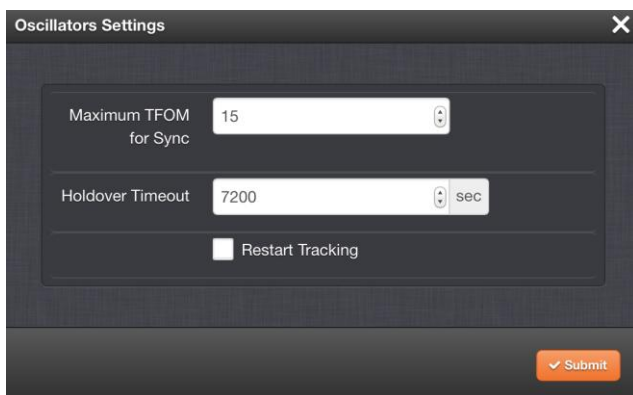 Oscillators Settings
Maximum TFOM
for Sync
15
Holdover Timeout
7200
sec
Restart Tracking
Submit